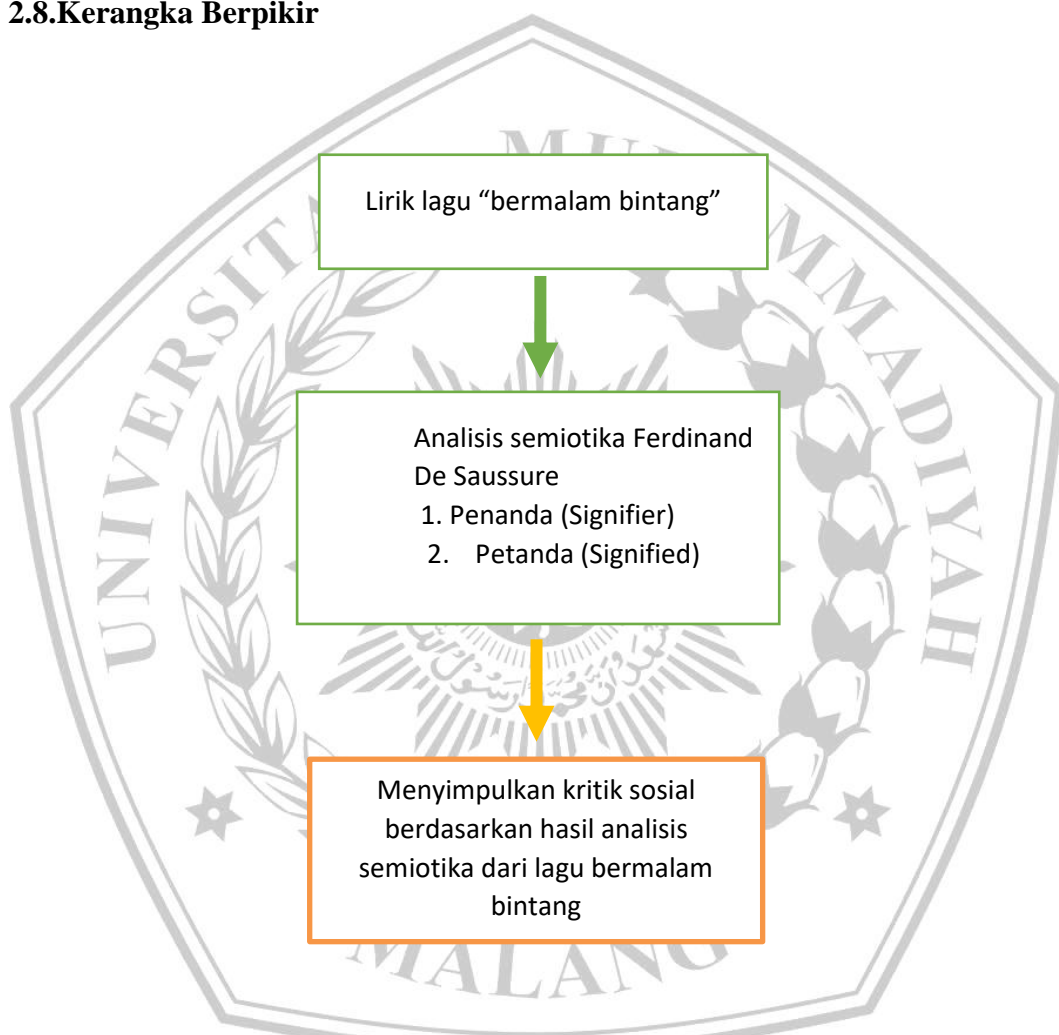 2.8.Kerangka Berpikir
Lirik lagu “bermalam bintang”
Analisis semiotika Ferdinand
De Saussure
1. Penanda (Signifier)
2. Petanda (Signified)
Menyimpulkan kritik sosial
berdasarkan hasil analisis
semiotika dari lagu bermalam
bintang
MALANG